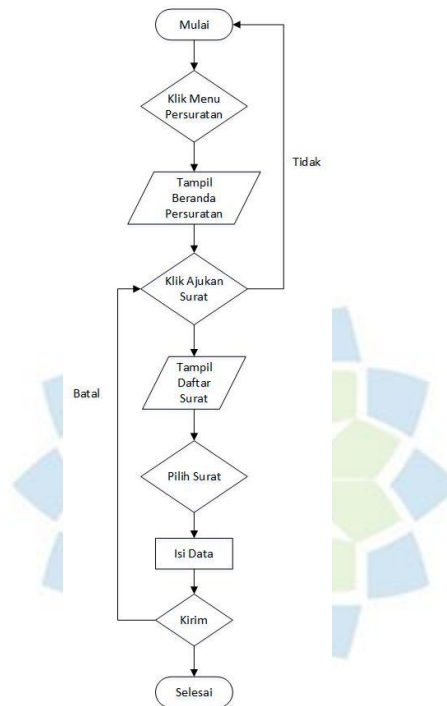 Mulai
Klik Menu
Persuratan
Tidak
Tampil
Beranda
Persuratan
Klik Ajukan
Surat
Tampil
Daftar
Surat
Batal
Pilih Surat
Isi Data
Kirim
Selesai